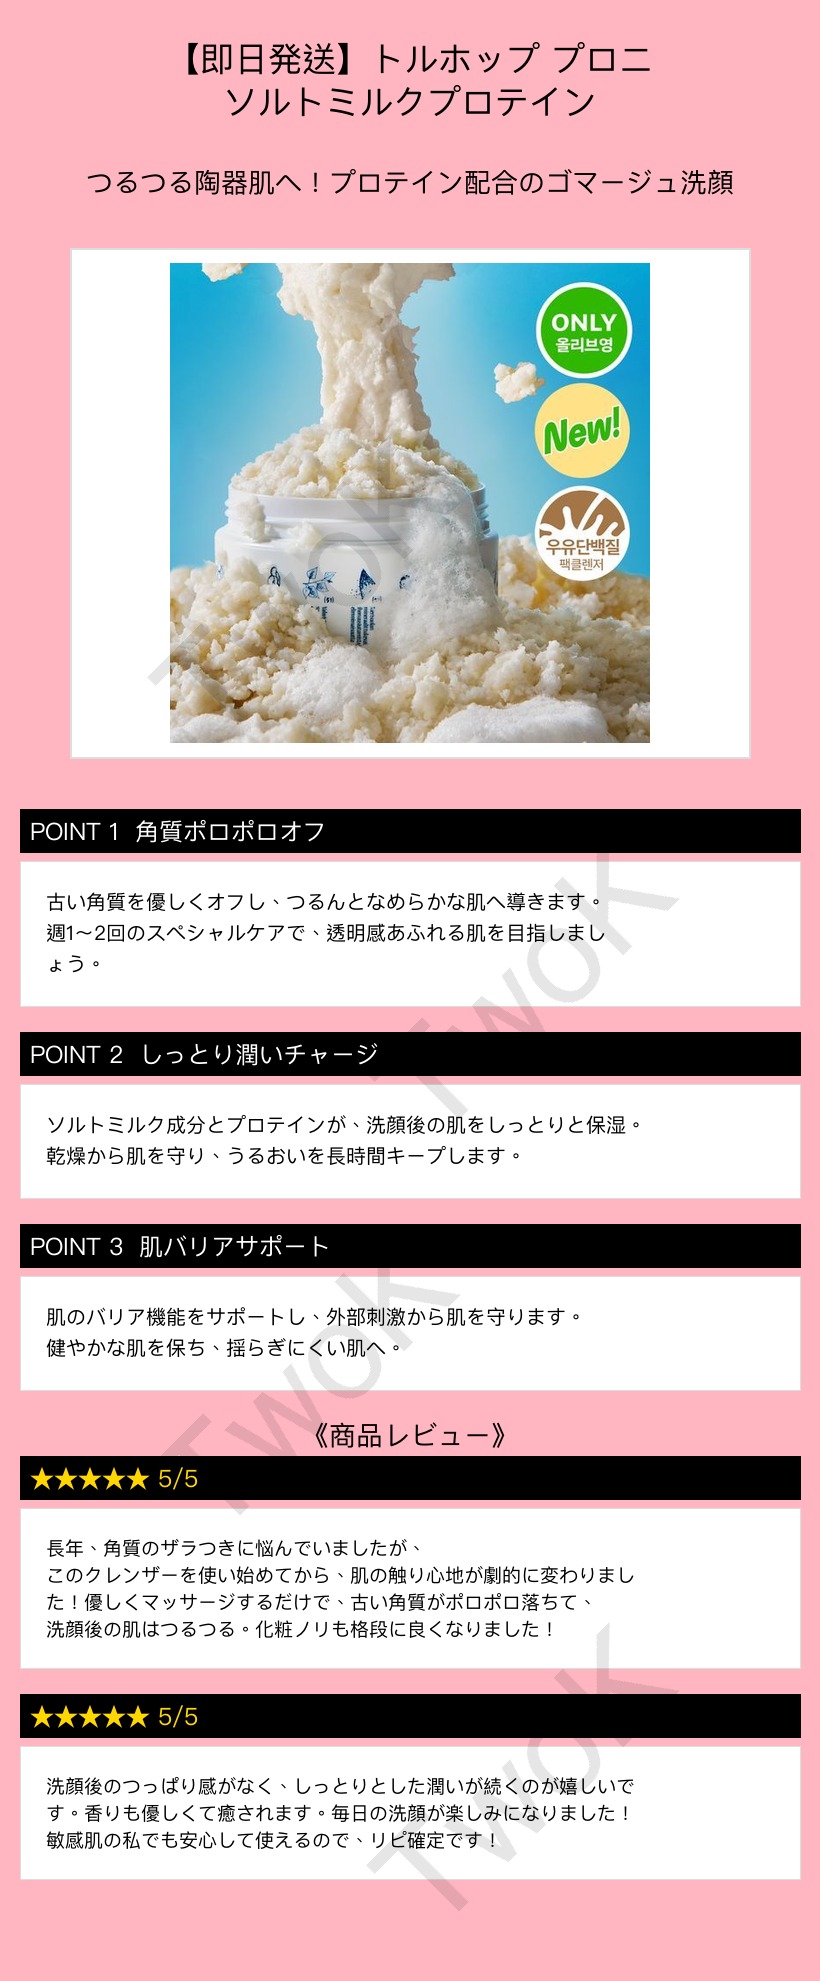 【即日発送】トルホップ プロニ
ソルトミルクプロテイン
つるつる陶器肌へ！プロテイン配合のゴマージュ洗顔
ONLY
올리브영
New!
우유단백질
팩클렌저
POINT 1 角質ポロポロオフ
古い角質を優しくオフし、つるんとなめらかな肌へ導きます。
週1〜2回のスペシャルケアで、透明感あふれる肌を目指しまし
ょう。
POINT 2 しっとり潤いチャージ
ソルトミルク成分とプロテインが、洗顔後の肌をしっとりと保湿。
乾燥から肌を守り、うるおいを長時間キープします。
POINT 3 肌バリアサポート
肌のバリア機能をサポートし、外部刺激から肌を守ります。
健やかな肌を保ち、揺らぎにくい肌へ。
《商品レビュー》
★★★★★ 5/5
長年、角質のザラつきに悩んでいましたが、
このクレンザーを使い始めてから、肌の触り心地が劇的に変わりまし
た！優しくマッサージするだけで、古い角質がポロポロ落ちて、
洗顔後の肌はつるつる。化粧ノリも格段に良くなりました！
★★★★★ 5/5
洗顔後のつっぱり感がなく、しっとりとした潤いが続くのが嬉しいで
す。香りも優しくて癒されます。毎日の洗顔が楽しみになりました！
敏感肌の私でも安心して使えるので、リピ確定です！
TwoK
TwoK
TwoK
TwoK